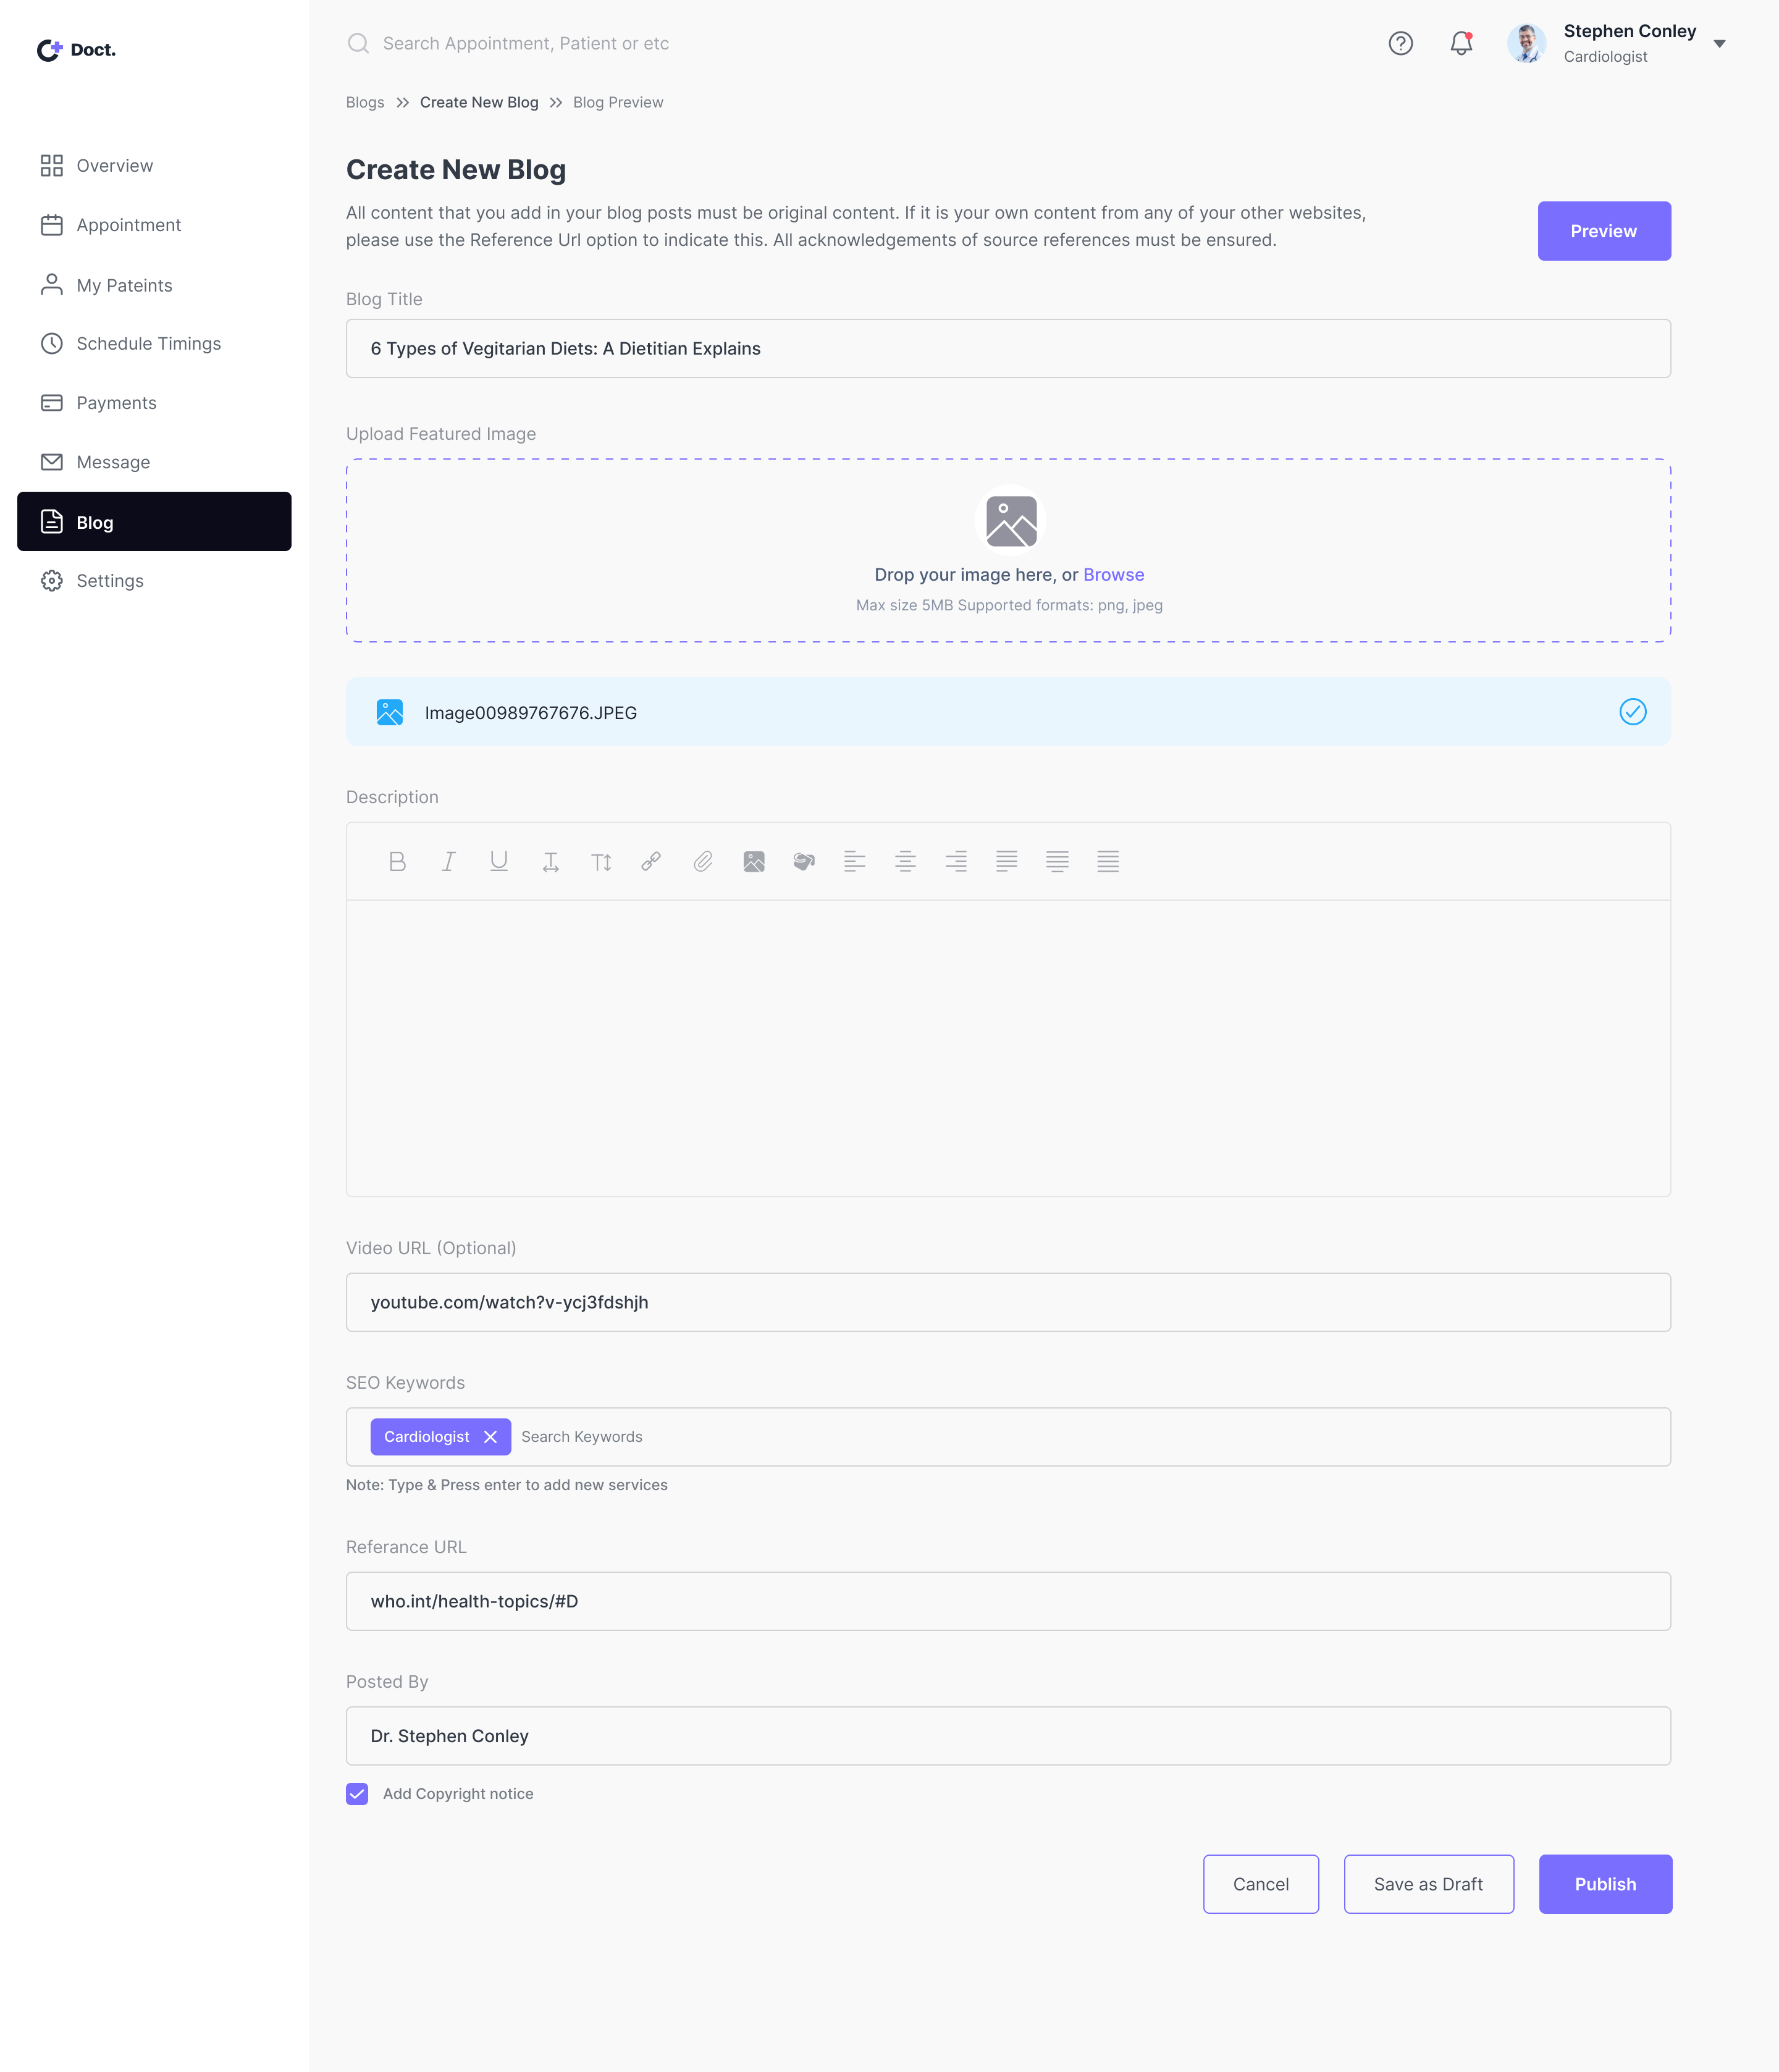 Doct.
Search Appointment, Patient or etc
Stephen Conley
Cardiologist
Blogs
Create New Blog
Blog Preview
Overview
Appointment
My Pateints
Schedule Timings
Payments
Message
Blog
Settings
Create New Blog
All content that you add in your blog posts must be original content. If it is your own content from any of your other websites,
please use the Reference Url option to indicate this. All acknowledgements of source references must be ensured.
Preview
Blog Title
6 Types of Vegitarian Diets: A Dietitian Explains
Upload Featured Image
Drop your image here, or Browse
Max size 5MB Supported formats: png, jpeg
Image00989767676.JPEG
Description
Video URL (Optional)
youtube.com/watch?v-ycj3fdshjh
SEO Keywords
Cardiologist
Search Keywords
Note: Type & Press enter to add new services
Referance URL
who.int/health-topics/#D
Posted By
Dr. Stephen Conley
Add Copyright notice
Cancel
Save as Draft
Publish